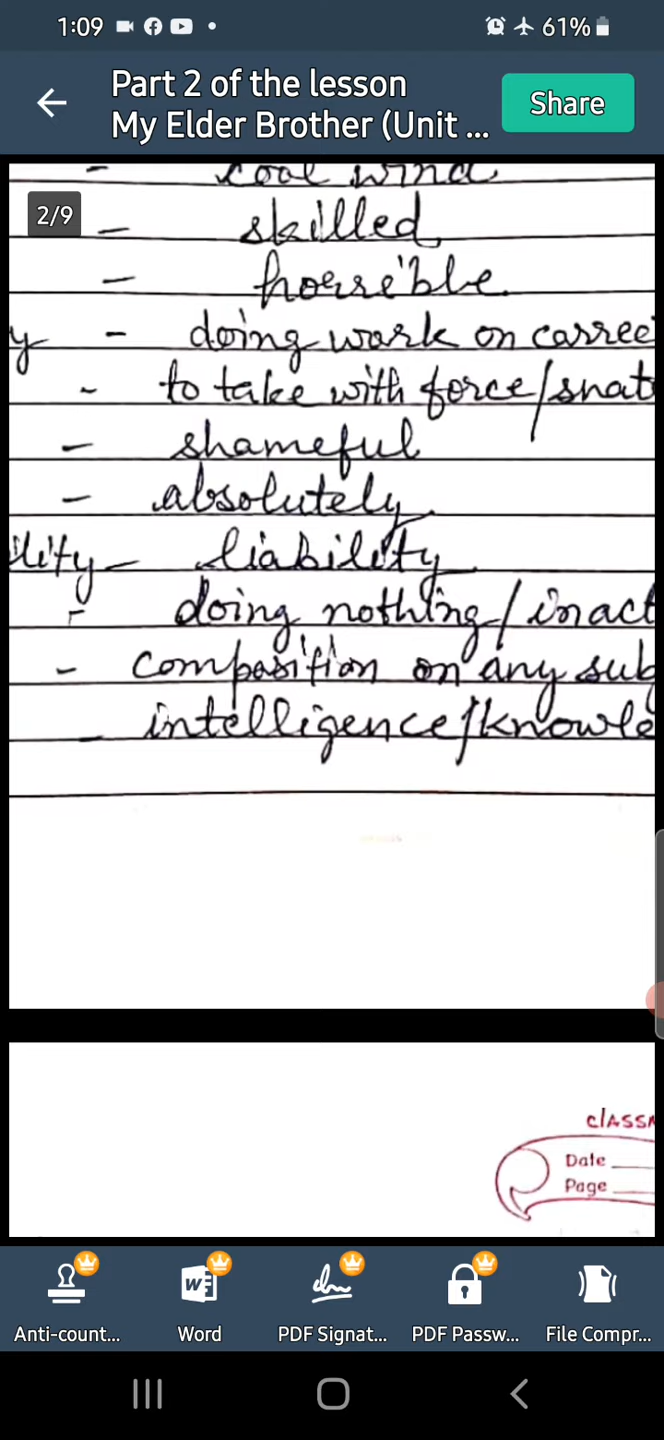 1:09 61%
Part 2 of the lesson
My Elder Brother (Unit ...
Share
2/9
- cool wind
- skilled
- horrible
y - doing work on
- to take with force/snat
- shameful
- absolutely
ility - liability
- doing nothing/inact
- composition on any sub
- intelligence/knowle
CLASSM
Date
Page
Anti-count... Word PDF Signat... PDF Passw... File Compr...